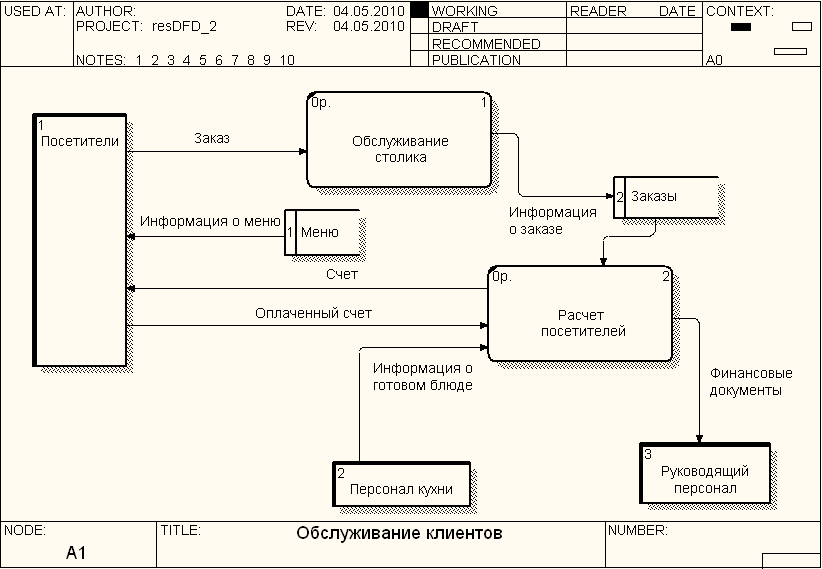 USED AT:
AUTHOR:
DATE: 04.05.2010
PROJECT: resDFD_2
REV: 04.05.2010
NOTES: 1 2 3 4 5 6 7 8 9 10
WORKING
DRAFT
RECOMMENDED
PUBLICATION
READER DATE
CONTEXT:
A0
1
Посетители
Заказ
0р.
1
Обслуживание
столика
Информация
о заказе
2
Заказы
Информация о меню
1
Меню
Счет
Оплаченный счет
0р.
2
Расчет
посетителей
Информация о
готовом блюде
Финансовые
документы
2
Персонал кухни
3
Руководящий
персонал
NODE:
A1
TITLE:
Обслуживание клиентов
NUMBER: